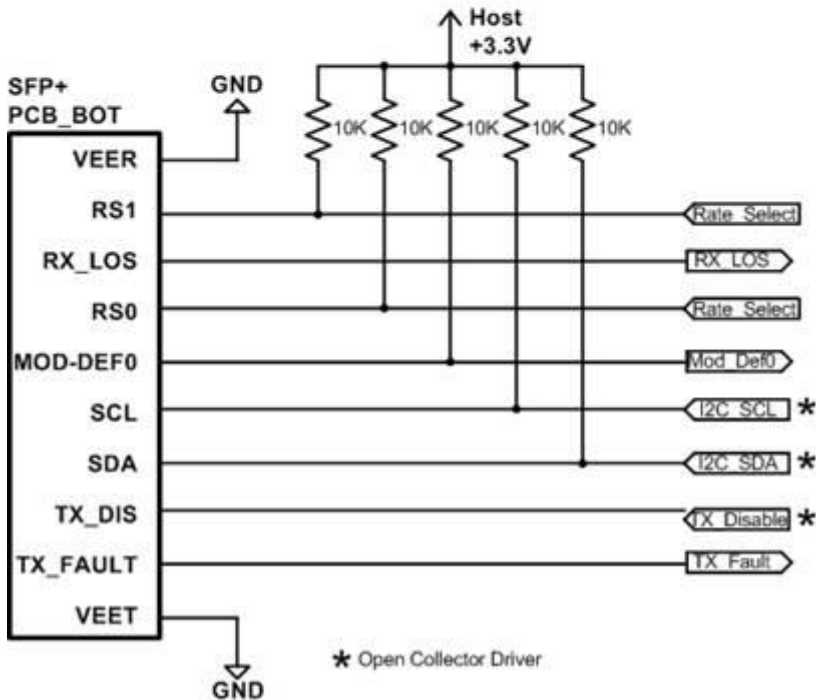 Host
+3.3V
SFP+
PCB_BOT
GND
10K 10K 10K 10K 10K
VEER
RS1 Rate_Select
RX_LOS RX_LOS
RS0 Rate_Select
MOD-DEF0 Mod_Def0
SCL I2C_SCL *
SDA I2C_SDA *
TX_DIS TX_Disable *
TX_FAULT TX_Fault
VEET
* Open Collector Driver
GND